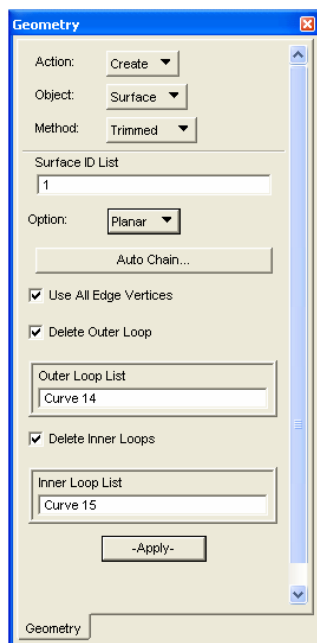 Geometry
Action: Create
Object: Surface
Method: Trimmed
Surface ID List
1
Option: Planar
Auto Chain...
Use All Edge Vertices
Delete Outer Loop
Outer Loop List
Curve 14
Delete Inner Loops
Inner Loop List
Curve 15
-Apply-
Geometry